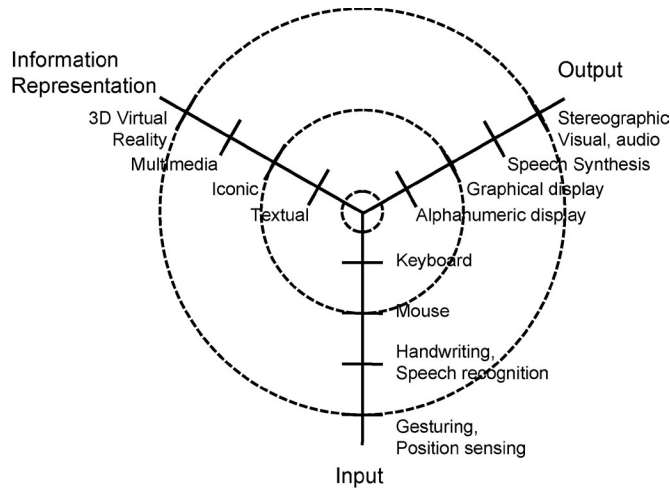 Information
Representation
3D Virtual
Reality
Multimedia
Iconic
Textual
Output
Stereographic
Visual, audio
Speech Synthesis
Graphical display
Alphanumeric display
Keyboard
Mouse
Handwriting,
Speech recognition
Gesturing,
Position sensing
Input